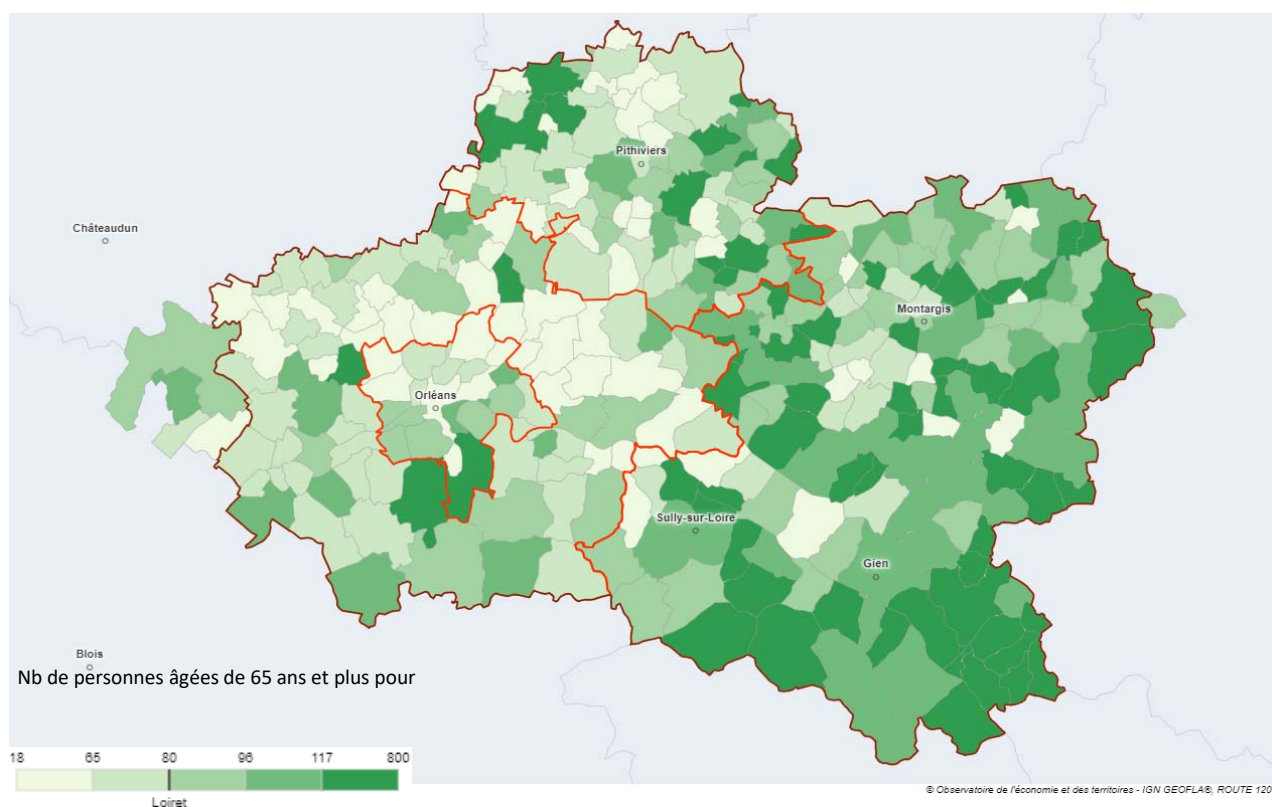 Pithiviers
Châteaudun
Montargis
Orléans
Sully-sur-Loire
Gien
Blois
Nb de personnes âgées de 65 ans et plus pour
18 65 80 96 117 800
Loiret
© Observatoire de l'économie et des territoires - IGN GEOFLA®, ROUTE 120